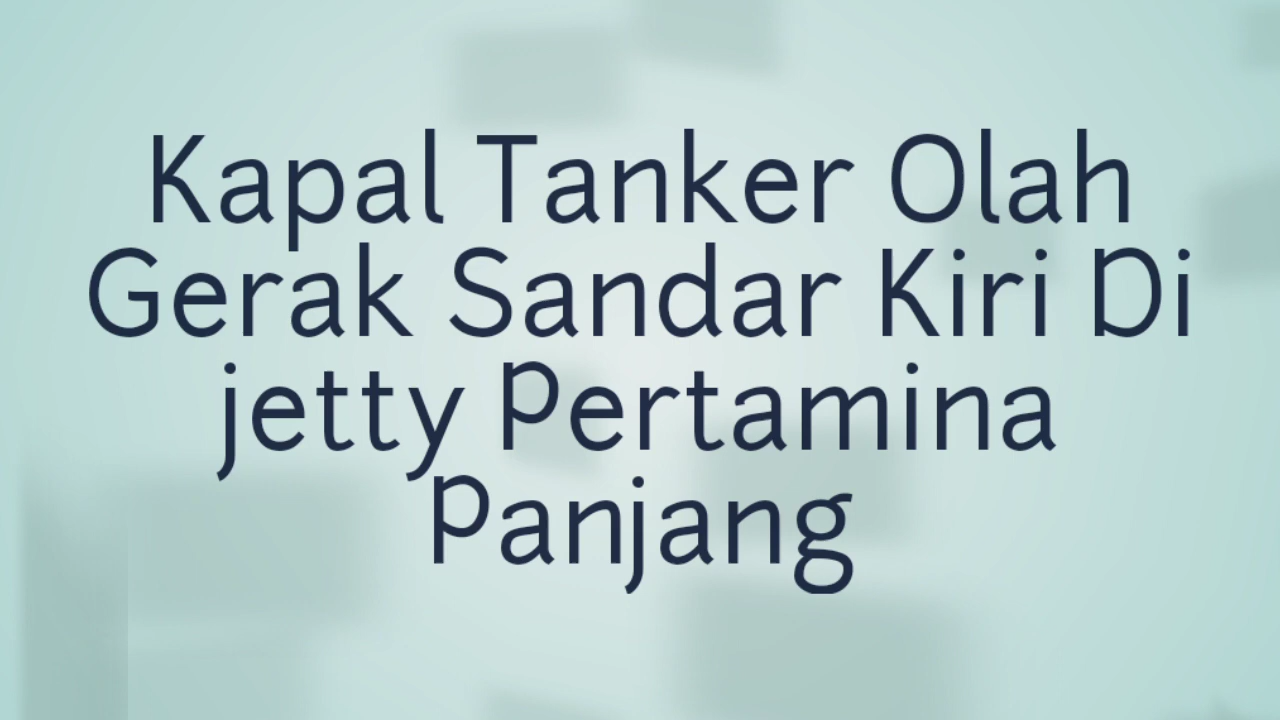 Kapal Tanker Olah
Gerak Sandar Kiri Di
jetty Pertamina
Panjang